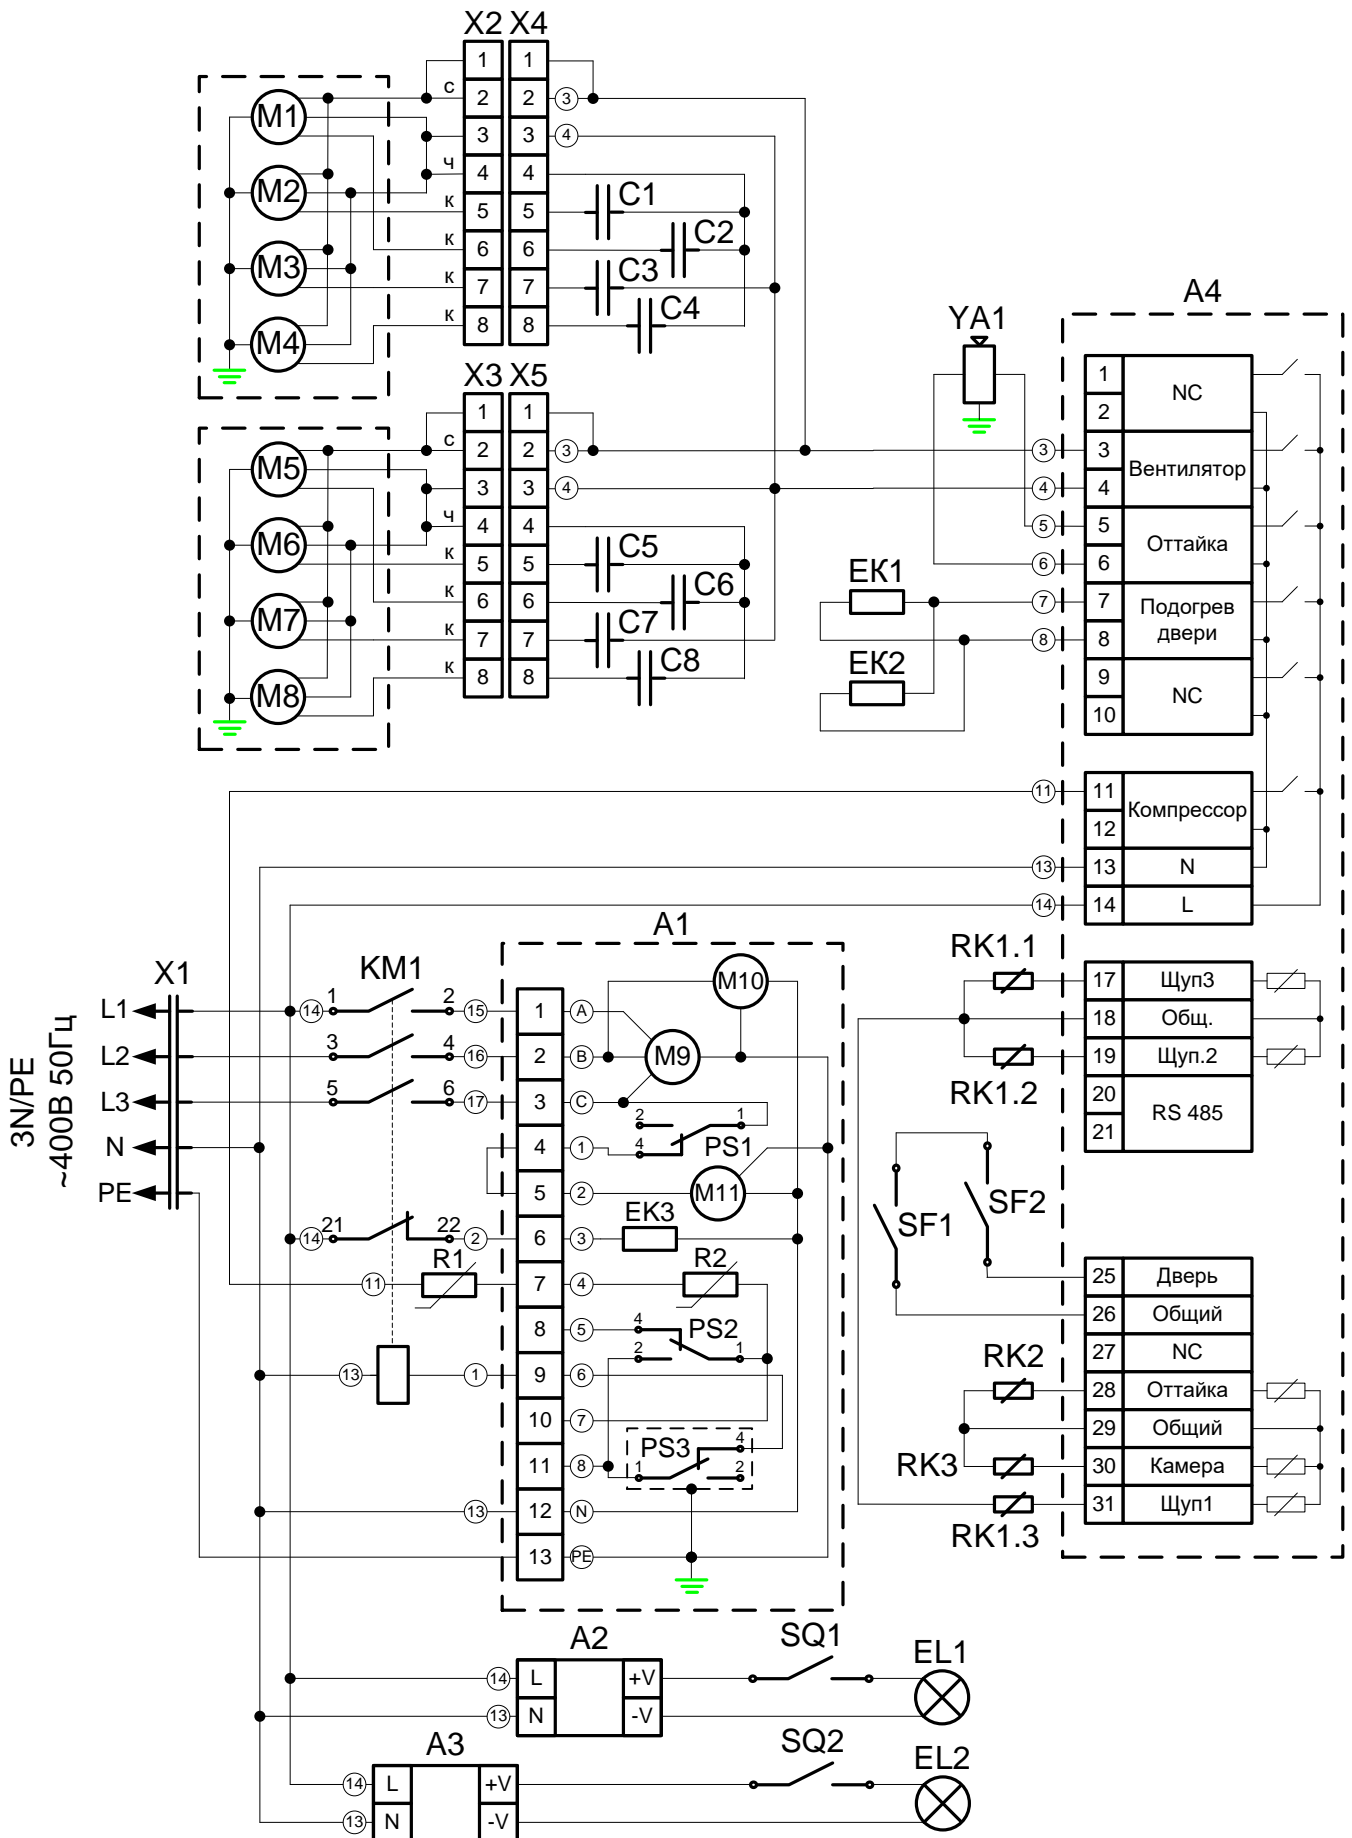 X2 X4
1 1
с 2 2 3
M1
3 3 4
ч 4 4
M2 к 5 5 C1
к 6 6 C2
M3 к 7 7 C3
M4 к 8 8 C4
X3 X5
1 1
с 2 2 3
M5
3 3 4
ч 4 4
M6 к 5 5 C5
к 6 6 C6
M7 к 7 7 C7
M8 к 8 8 C8
YA1
A4
1 NC
2
3 3 Вентилятор
4 4
5 5 Оттайка
6 6
EK1
7 7 Подогрев
8 8 двери
EK2
9 NC
10
11 11 Компрессор
12
13 13 N
14 14 L
RK1.1
17 Щуп3
18 Общ.
19 Щуп.2
RK1.2
20 RS 485
21
SF1 SF2
25 Дверь
26 Общий
27 NC
RK2
28 Оттайка
29 Общий
RK3
30 Камера
31 Щуп1
RK1.3
3N/PE
~400В 50Гц
X1
KM1
A1
L1 14 1 2 15 1 A
M10
L2 3 4 16 2 B M9
L3 5 6 17 3 C
2 1
4 PS1
4 1
N
PE
5 2 M11
14 21 22 2 6 3 EK3
11 R1 7 4 R2
8 5 4 PS2
2 1
13 1 9 6
10 7
PS3 4
11 8 1 2
13 12 N
13 PE
A2
14 L +V SQ1 EL1
13 N -V
A3
14 L +V SQ2 EL2
13 N -V